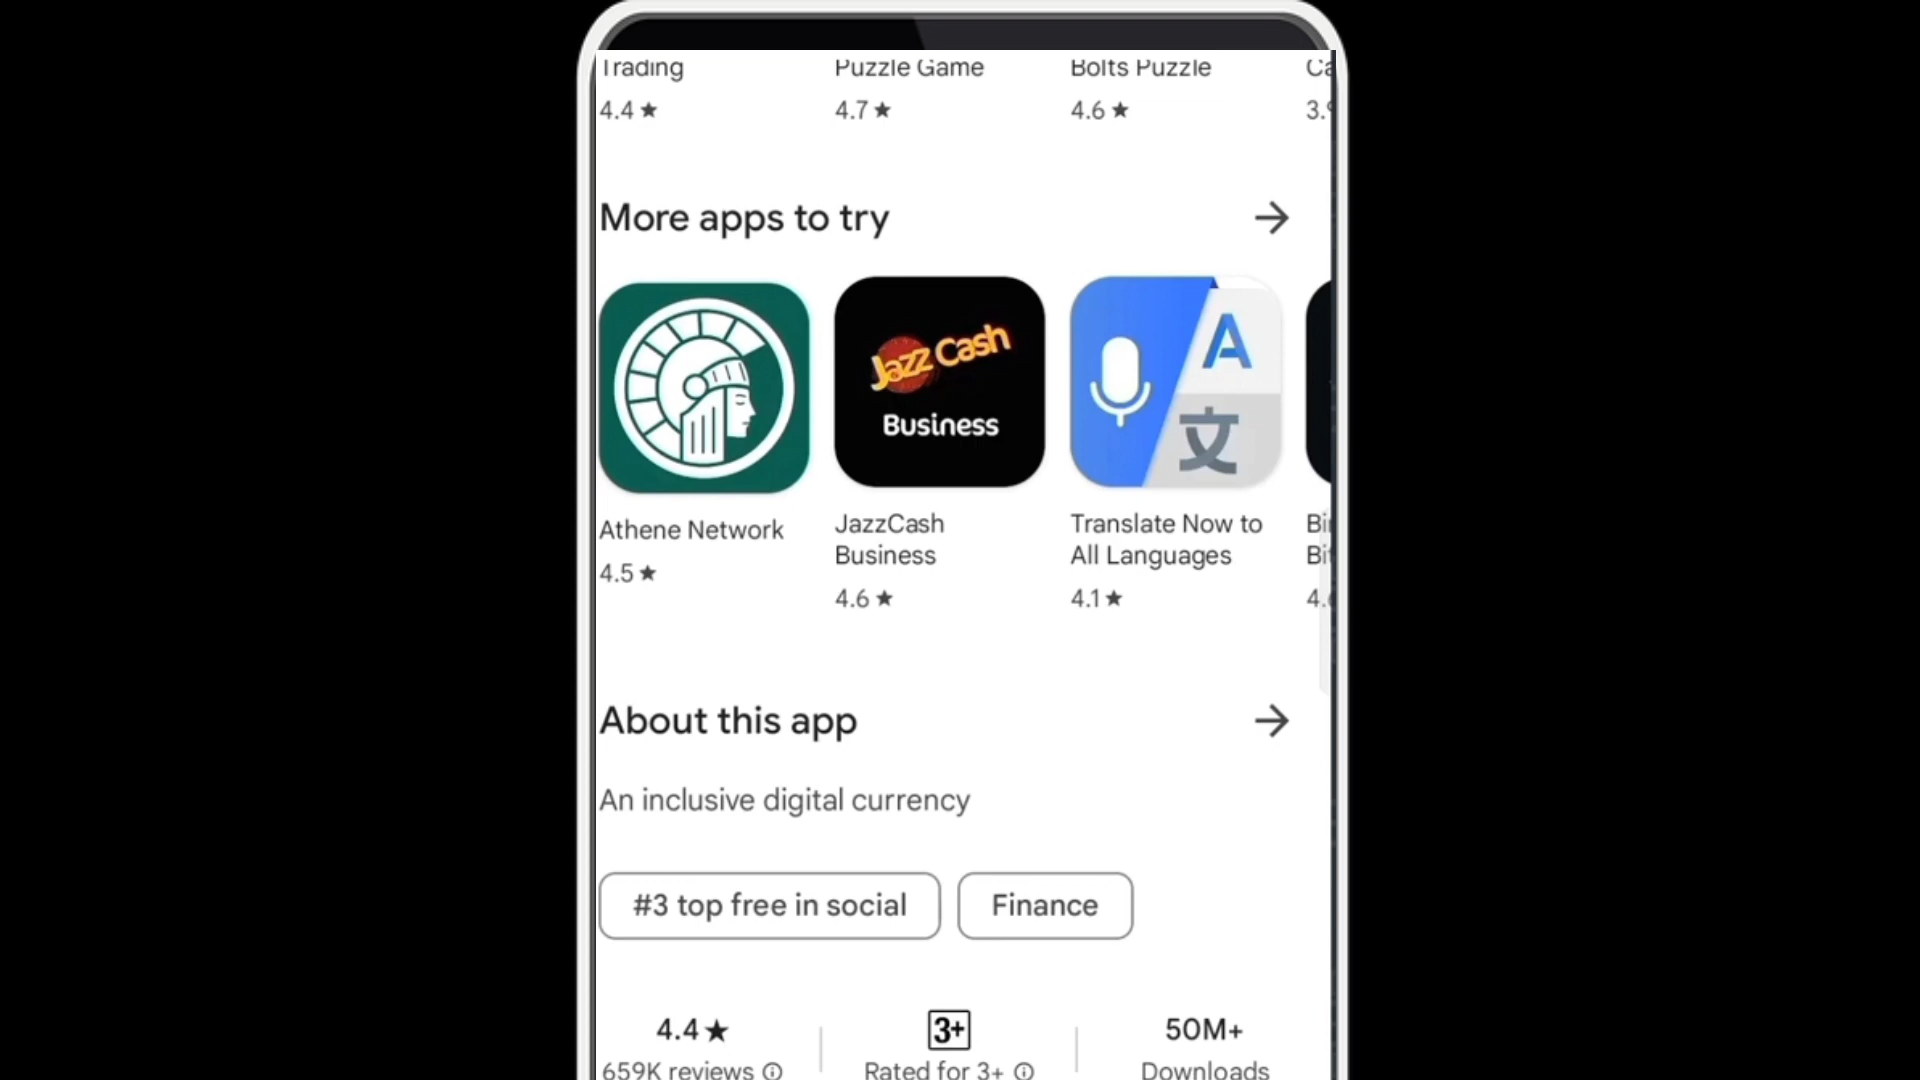 Trading
Puzzle Game
Bolts Puzzle
4.4 ★
4.7 ★
4.6 ★
More apps to try
Jazz Cash
Business
A
文
Athene Network
4.5 ★
JazzCash
Business
4.6 ★
Translate Now to
All Languages
4.1 ★
About this app
An inclusive digital currency
#3 top free in social
Finance
4.4 ★
659K reviews
3+
Rated for 3+
50M+
Downloads